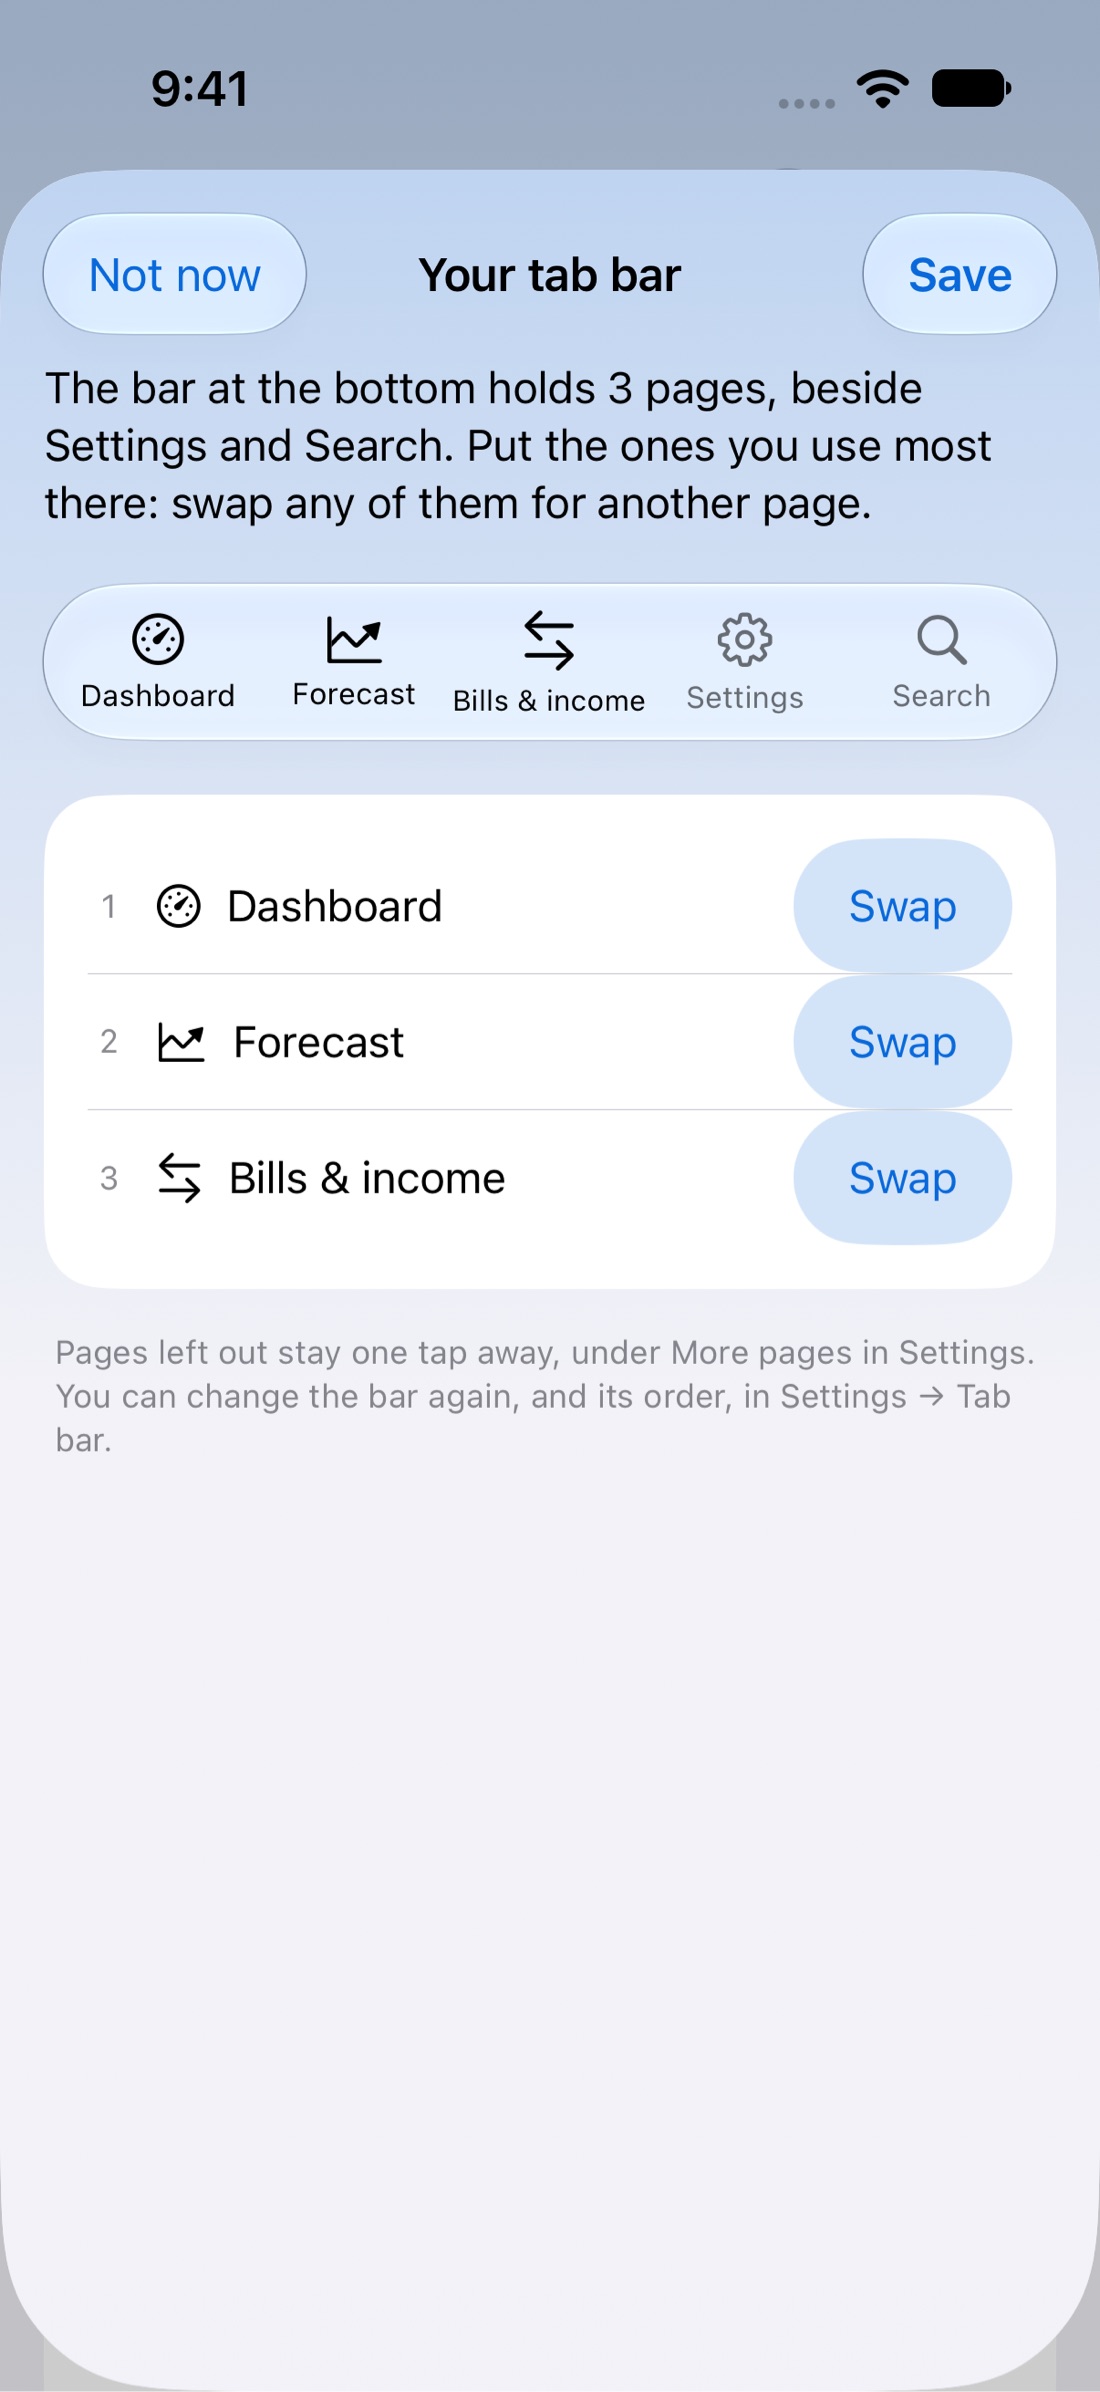 9:41
Not now
Your tab bar
Save
The bar at the bottom holds 3 pages, beside
Settings and Search. Put the ones you use most
there: swap any of them for another page.
Dashboard
Forecast
Bills & income
Settings
Search
1 Dashboard Swap
2 Forecast Swap
3 Bills & income Swap
Pages left out stay one tap away, under More pages in Settings.
You can change the bar again, and its order, in Settings → Tab
bar.